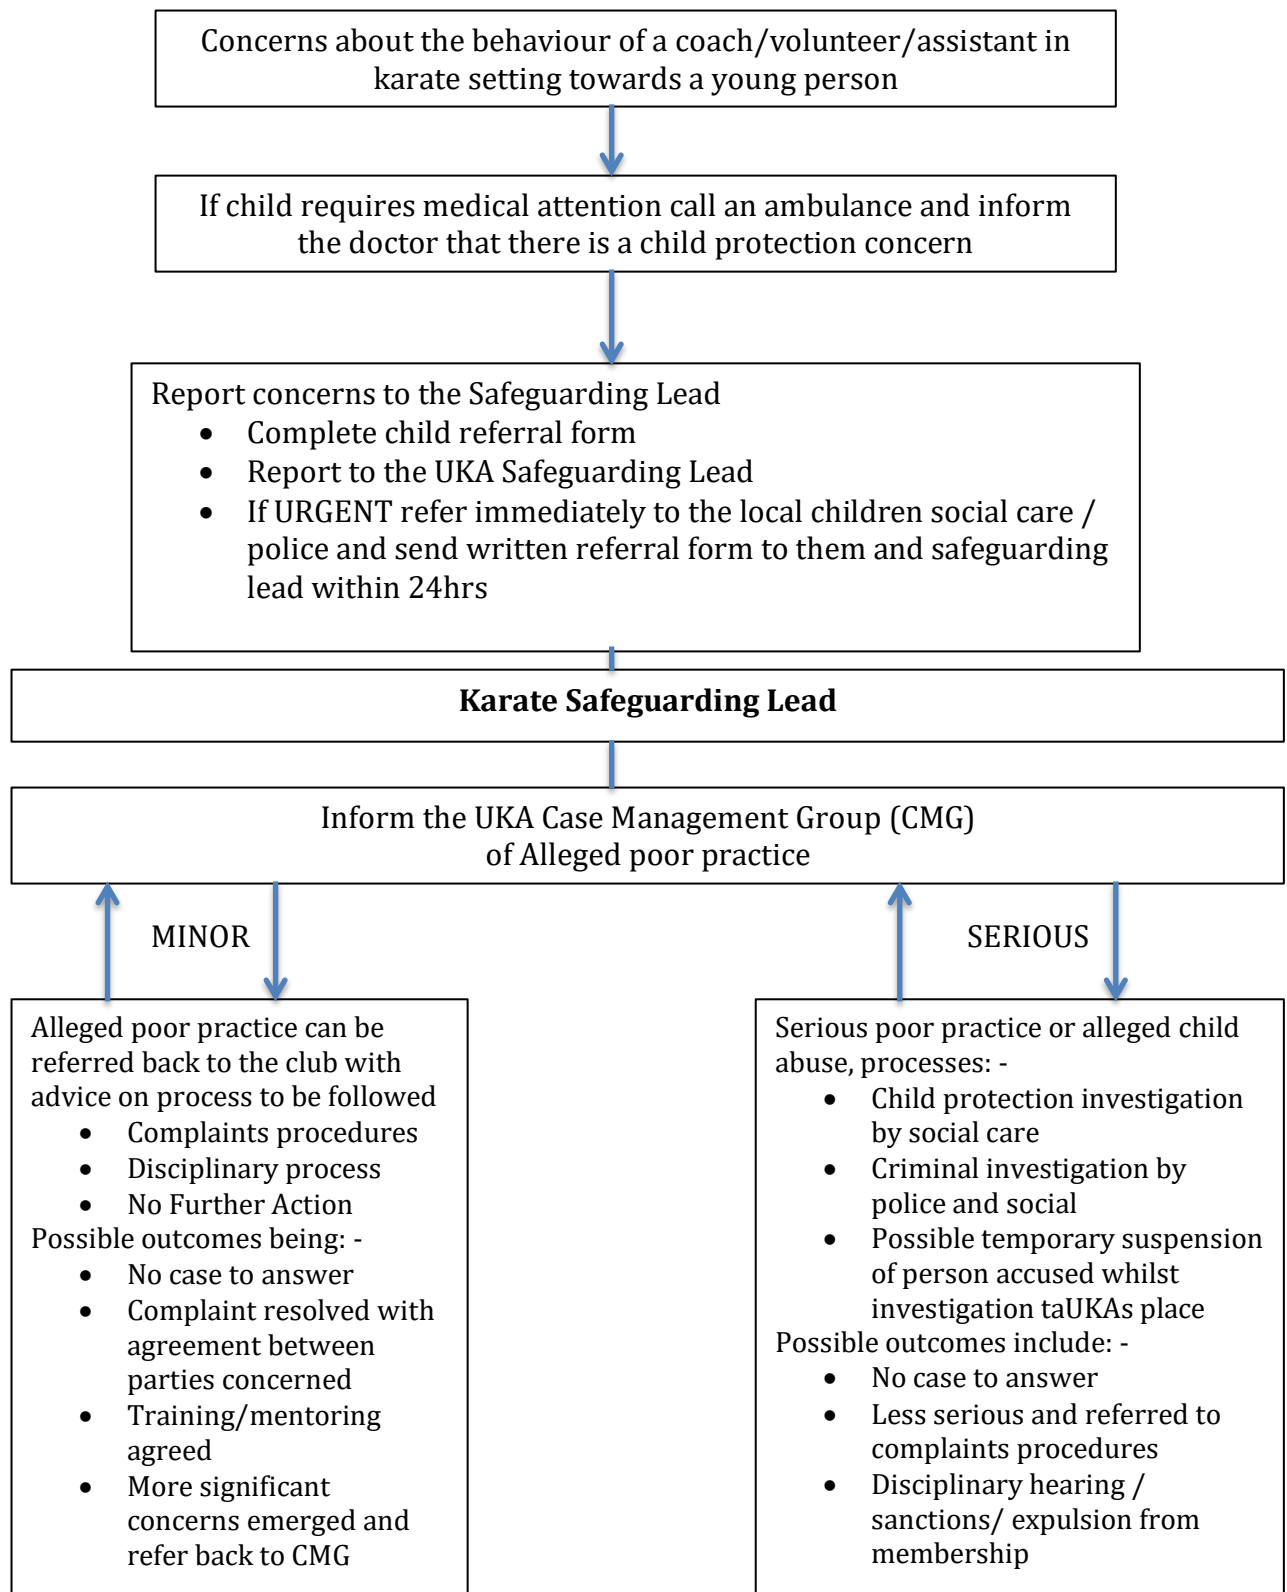 Concerns about the behaviour of a coach/volunteer/assistant in
karate setting towards a young person
If child requires medical attention call an ambulance and inform
the doctor that there is a child protection concern
Report concerns to the Safeguarding Lead
• Complete child referral form
• Report to the UKA Safeguarding Lead
• If URGENT refer immediately to the local children social care /
police and send written referral form to them and safeguarding
lead within 24hrs
Karate Safeguarding Lead
Inform the UKA Case Management Group (CMG)
of Alleged poor practice
MINOR
SERIOUS
Alleged poor practice can be
referred back to the club with
advice on process to be followed
• Complaints procedures
• Disciplinary process
• No Further Action
Possible outcomes being: -
• No case to answer
• Complaint resolved with
agreement between
parties concerned
• Training/mentoring
agreed
• More significant
concerns emerged and
refer back to CMG
Serious poor practice or alleged child
abuse, processes: -
• Child protection investigation
by social care
• Criminal investigation by
police and social
• Possible temporary suspension
of person accused whilst
investigation taUKAs place
Possible outcomes include: -
• No case to answer
• Less serious and referred to
complaints procedures
• Disciplinary hearing /
sanctions/ expulsion from
membership